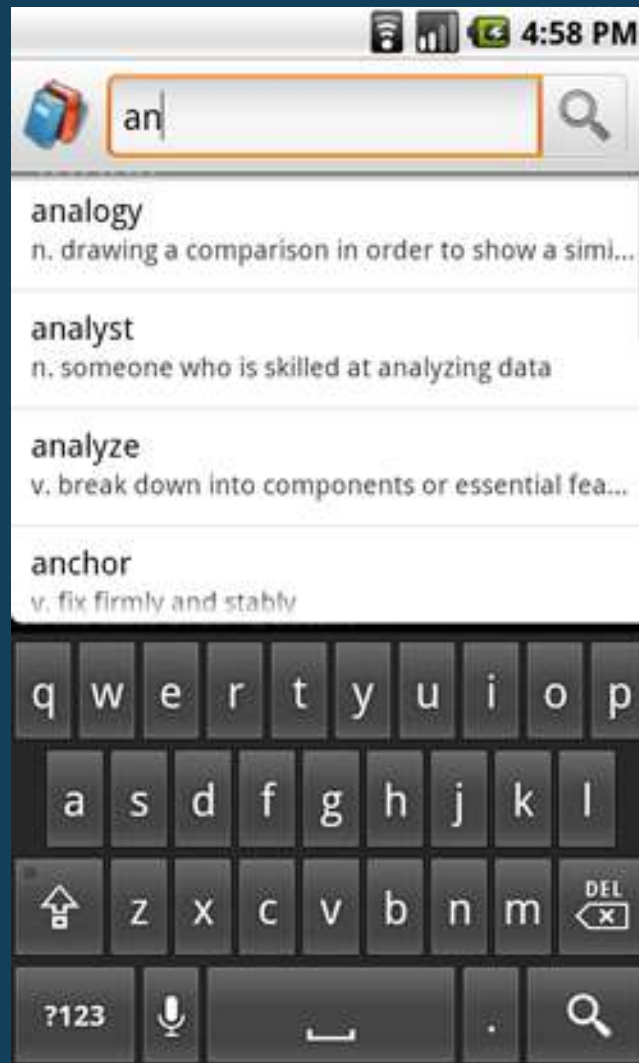 4:58 PM
an
analogy
n. drawing a comparison in order to show a simi...
analyst
n. someone who is skilled at analyzing data
analyze
v. break down into components or essential fea...
anchor
v. fix firmly and stably
q w e r t y u i o p
a s d f g h j k l
z x c v b n m DEL
?123 .